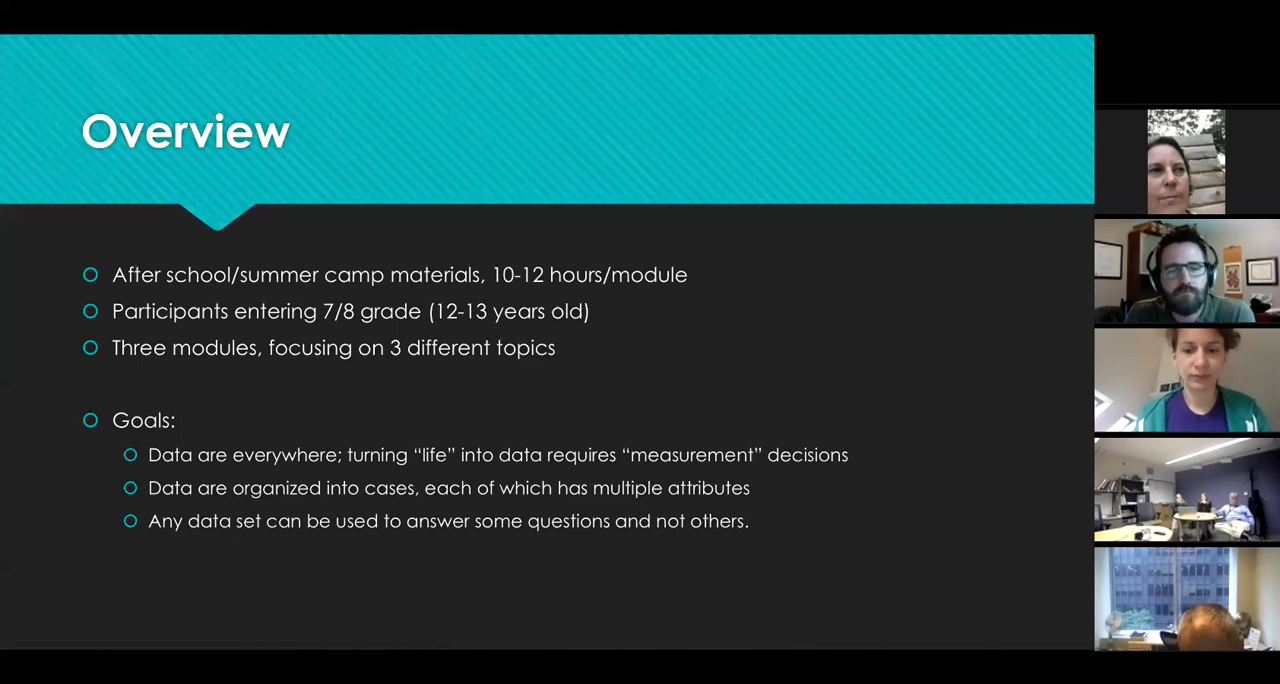 Overview
After school/summer camp materials, 10-12 hours/module
Participants entering 7/8 grade (12-13 years old)
Three modules, focusing on 3 different topics
Goals:
Data are everywhere; turning “life” into data requires “measurement” decisions
Data are organized into cases, each of which has multiple attributes
Any data set can be used to answer some questions and not others.